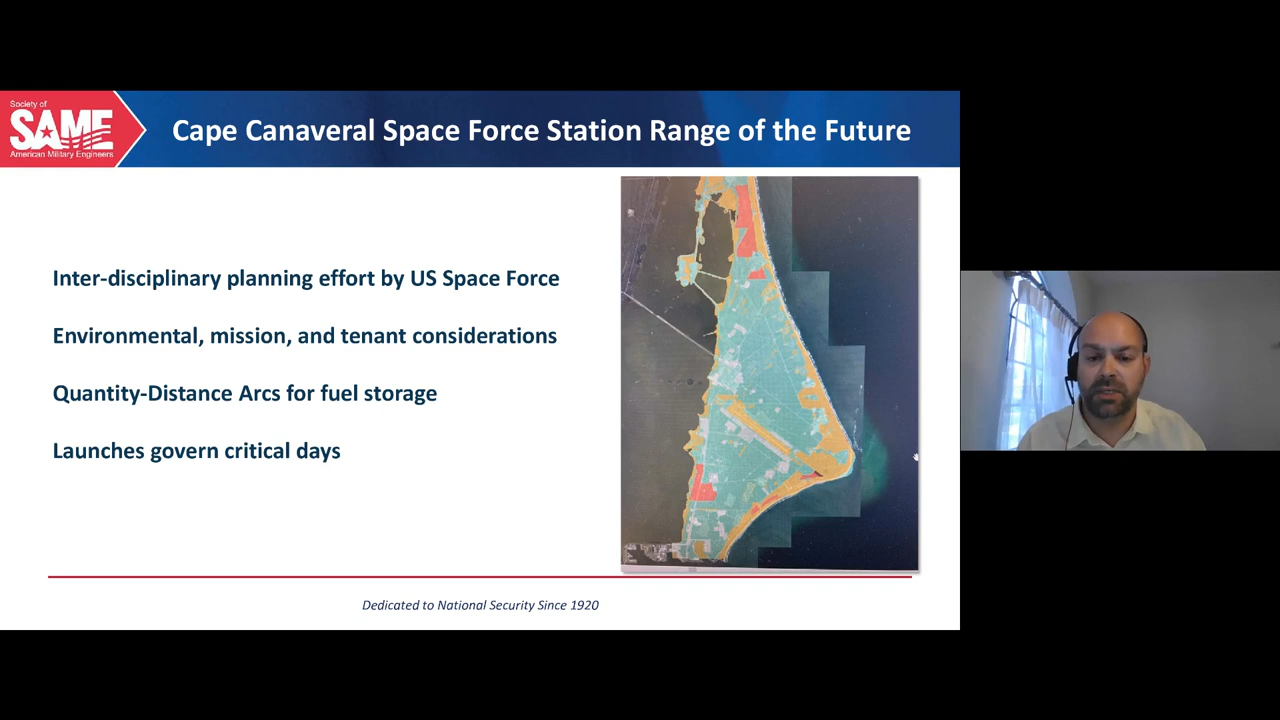 Society of
SAME
American Military Engineers
Cape Canaveral Space Force Station Range of the Future
Inter-disciplinary planning effort by US Space Force
Environmental, mission, and tenant considerations
Quantity-Distance Arcs for fuel storage
Launches govern critical days
Dedicated to National Security Since 1920